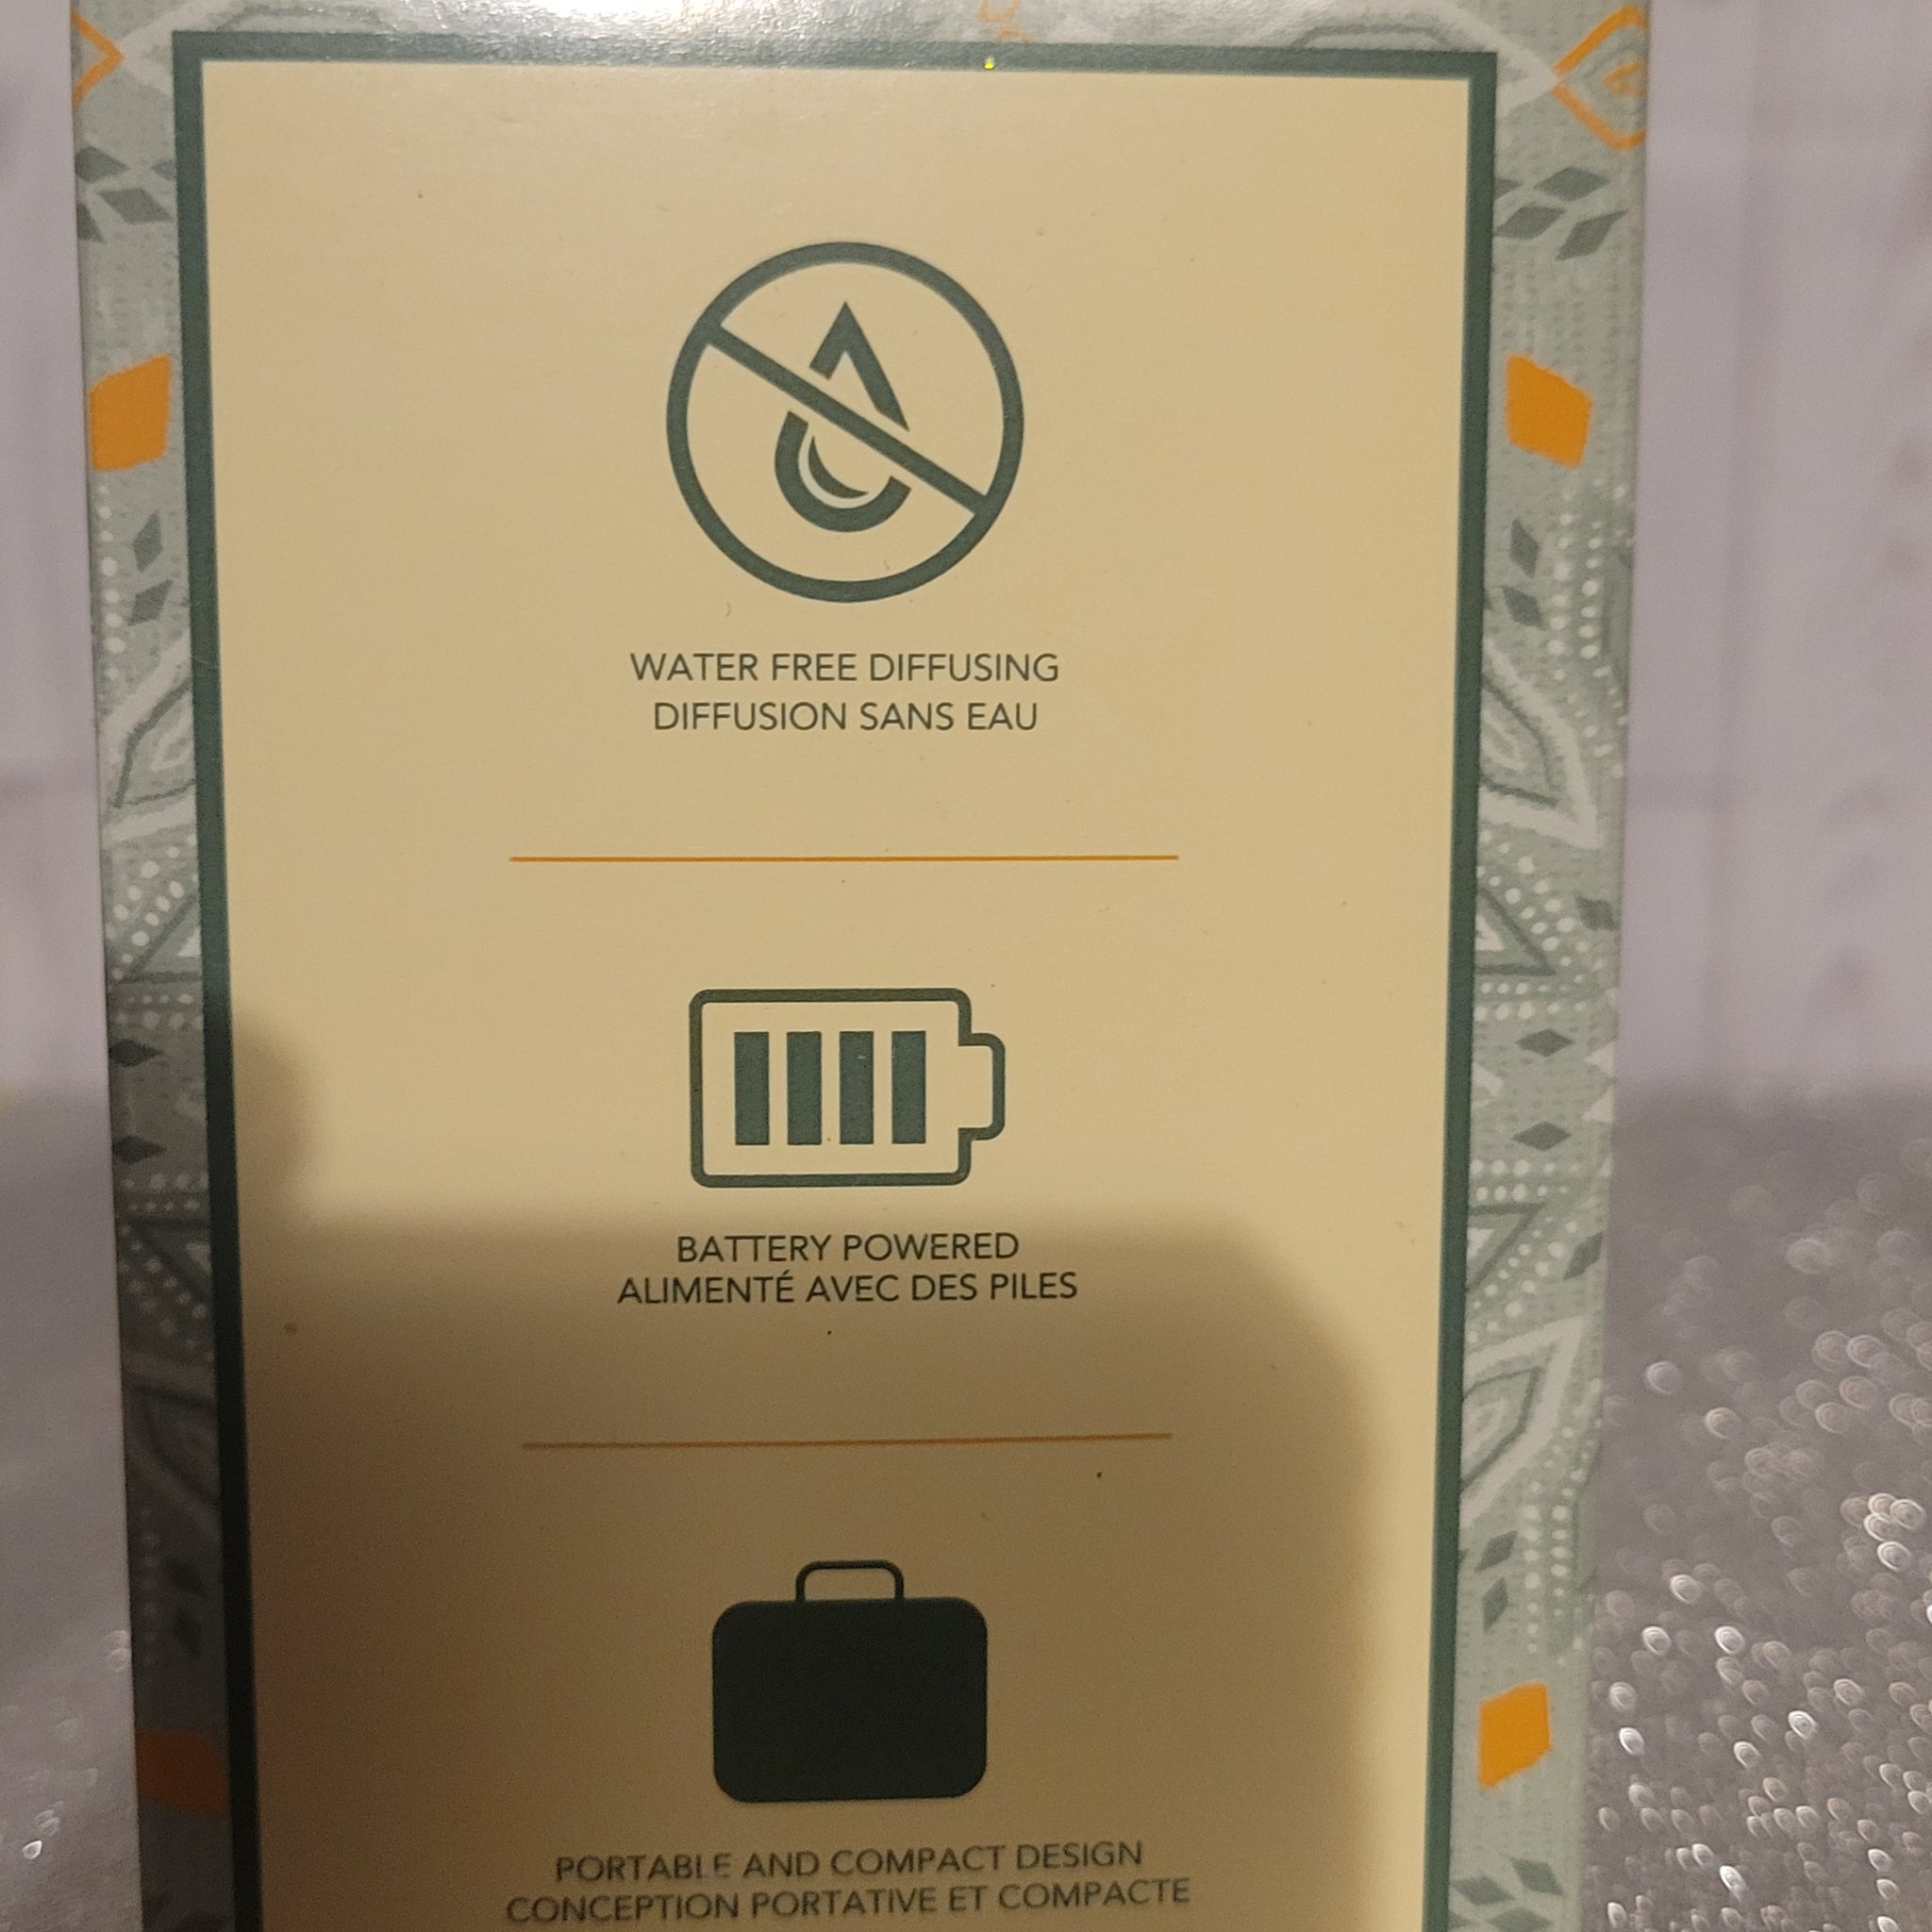 WATER FREE DIFFUSING
DIFFUSION SANS EAU
BATTERY POWERED
ALIMENTÉ AVEC DES PILES
PORTABLE AND COMPACT DESIGN
CONCEPTION PORTATIVE ET COMPACTE